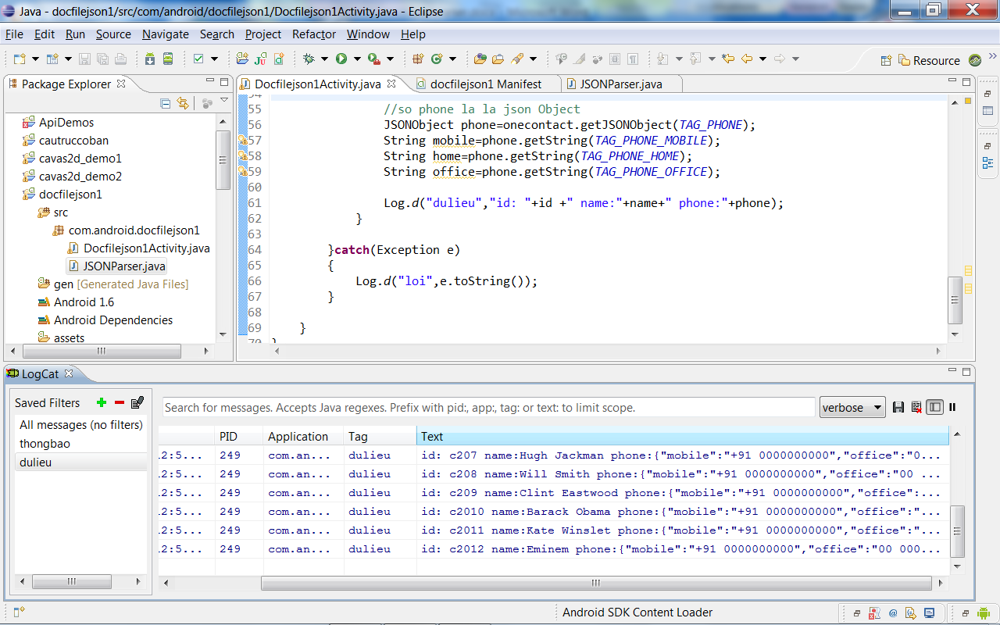 Java - docfilejson1/src/com/android/docfilejson1/Docfilejson1Activity.java - Eclipse
File Edit Run Source Navigate Search Project Refactor Window Help
Resource
Package Explorer
ApiDemos
cautruccoban
cavas2d_demo1
cavas2d_demo2
docfilejson1
src
com.android.docfilejson1
Docfilejson1Activity.java
JSONParser.java
gen [Generated Java Files]
Android 1.6
Android Dependencies
assets
Docfilejson1Activity.java docfilejson1 Manifest JSONParser.java
54
55 //so phone la la json Object
56 JSONObject phone=onecontact.getJSONObject(TAG_PHONE);
57 String mobile=phone.getString(TAG_PHONE_MOBILE);
58 String home=phone.getString(TAG_PHONE_HOME);
59 String office=phone.getString(TAG_PHONE_OFFICE);
60
61 Log.d("dulieu","id: "+id +" name:"+name+" phone:"+phone);
62 }
63
64 }catch(Exception e)
65 {
66 Log.d("loi",e.toString());
67 }
68
69 }
70 }
LogCat
Saved Filters
All messages (no filters)
thongbao
dulieu
Search for messages. Accepts Java regexes. Prefix with pid:, app:, tag: or text: to limit scope.
verbose
PID Application Tag Text
12:5... 249 com.an... dulieu id: c207 name:Hugh Jackman phone:{"mobile":"+91 0000000000","office":"0...
12:5... 249 com.an... dulieu id: c208 name:Will Smith phone:{"mobile":"+91 0000000000","office":"00 ...
12:5... 249 com.an... dulieu id: c209 name:Clint Eastwood phone:{"mobile":"+91 0000000000","office":...
12:5... 249 com.an... dulieu id: c2010 name:Barack Obama phone:{"mobile":"+91 0000000000","office":"...
12:5... 249 com.an... dulieu id: c2011 name:Kate Winslet phone:{"mobile":"+91 0000000000","office":"...
12:5... 249 com.an... dulieu id: c2012 name:Eminem phone:{"mobile":"+91 0000000000","office":"00 000...
Android SDK Content Loader